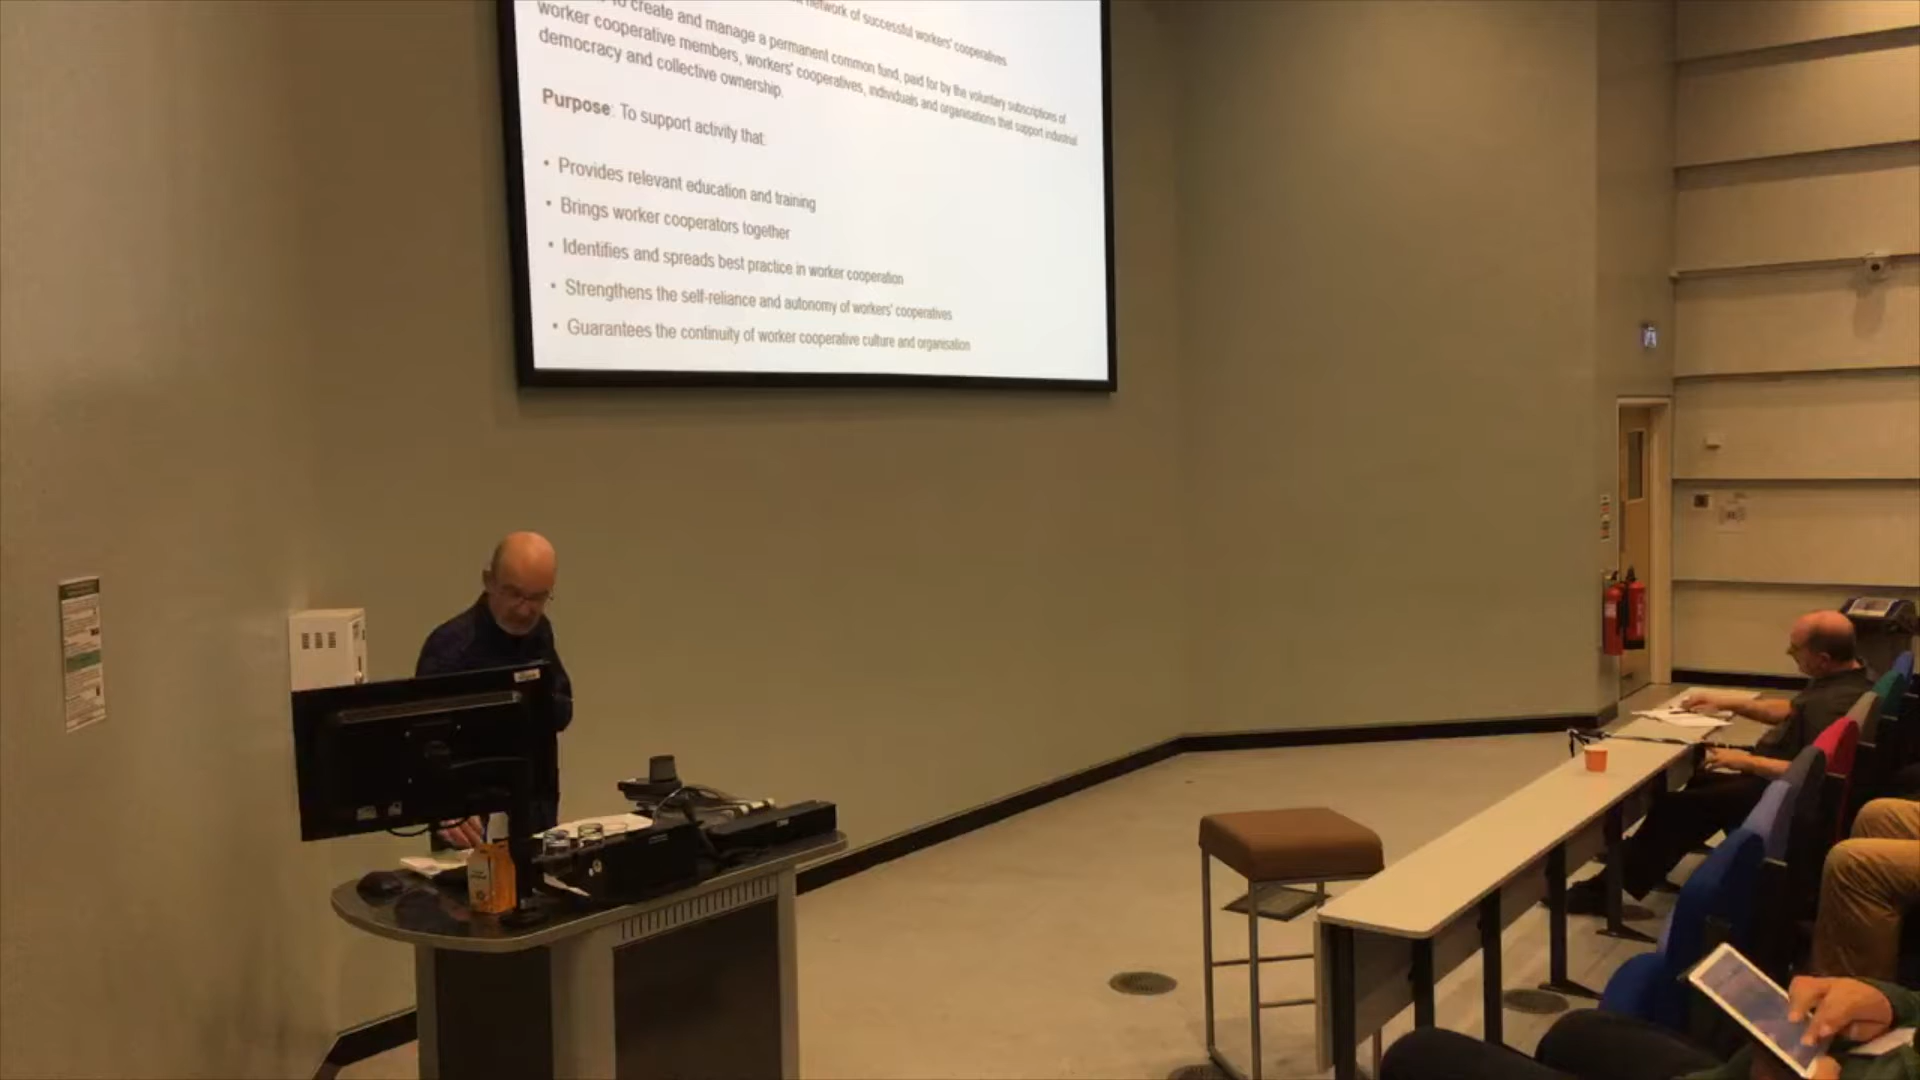 network of successful workers' cooperatives
to create and manage a permanent common fund, paid for by the voluntary subscriptions of
worker cooperative members, workers' cooperatives, individuals and organisations that support industrial
democracy and collective ownership.
Purpose: To support activity that:
• Provides relevant education and training
• Brings worker cooperators together
• Identifies and spreads best practice in worker cooperation
• Strengthens the self-reliance and autonomy of workers' cooperatives
• Guarantees the continuity of worker cooperative culture and organisation